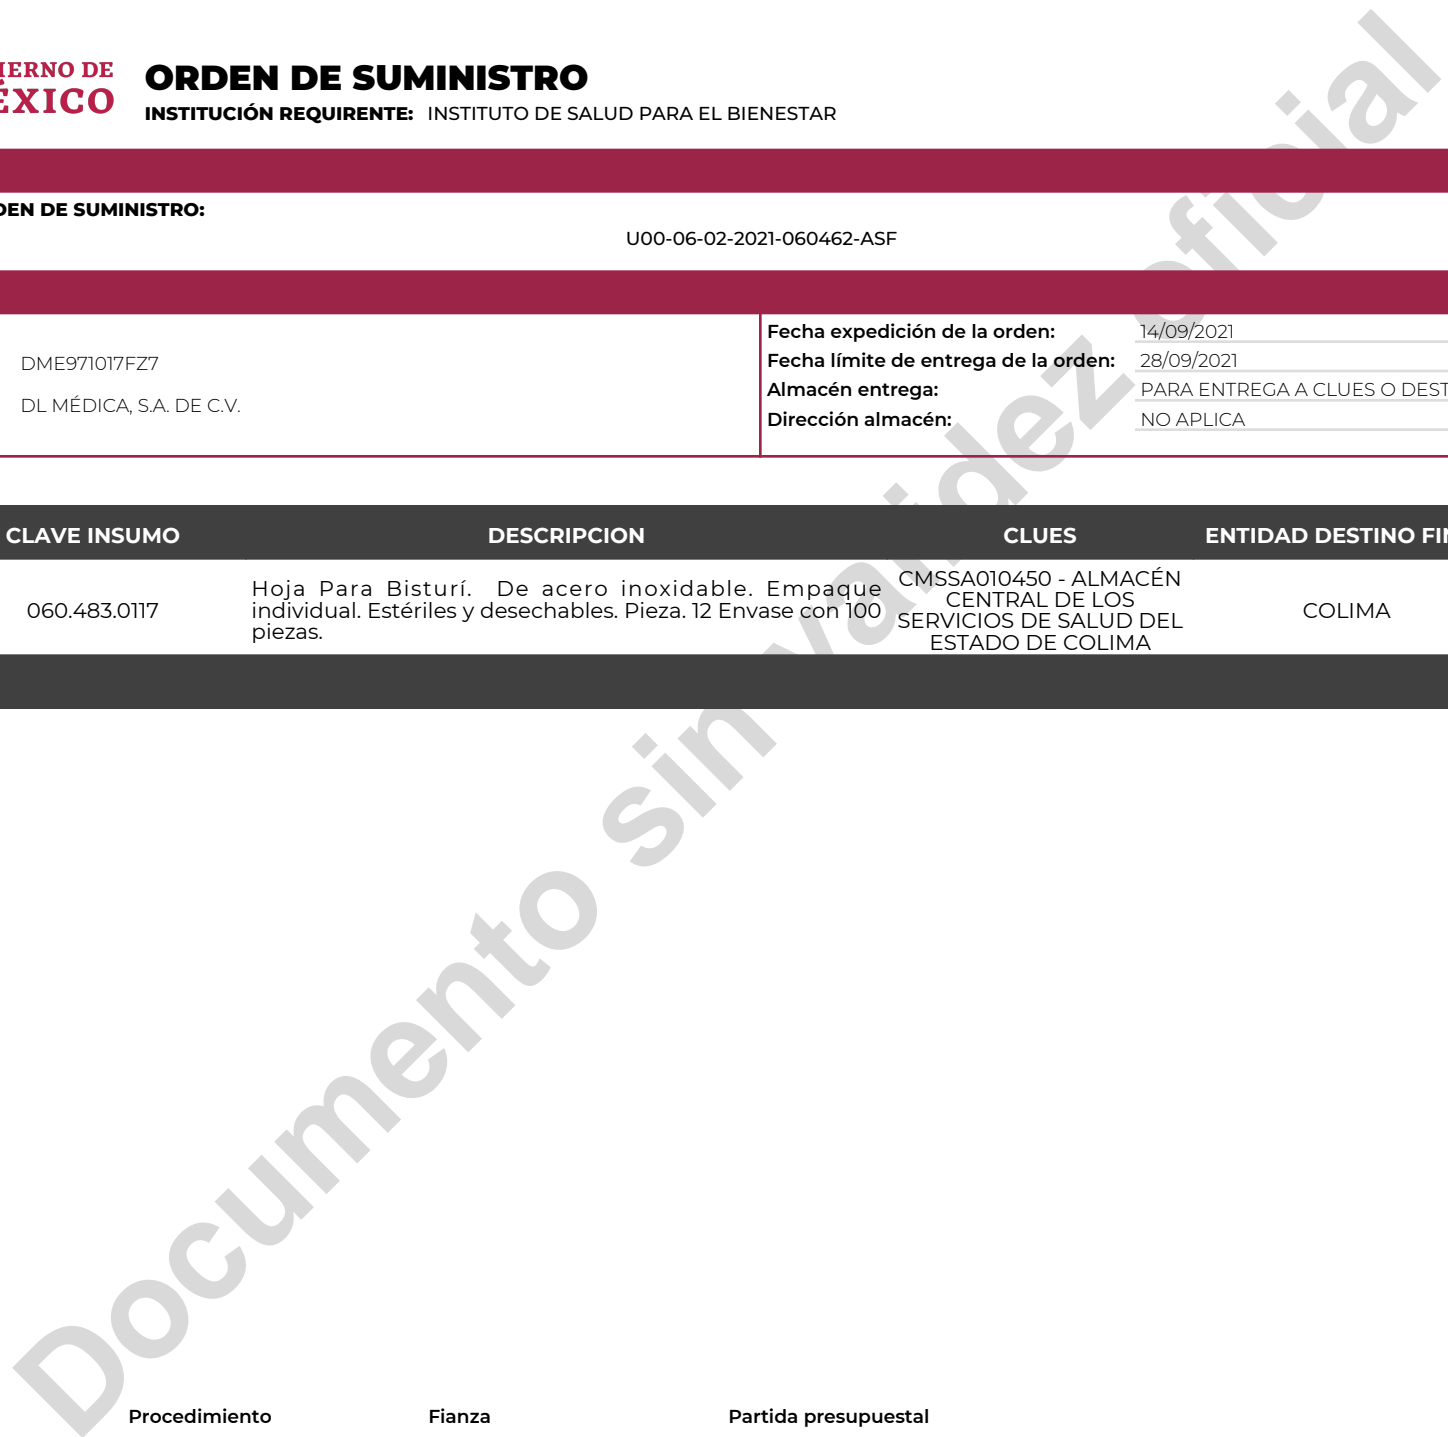 IERNO DE
ÉXICO
ORDEN DE SUMINISTRO
INSTITUCIÓN REQUIRENTE: INSTITUTO DE SALUD PARA EL BIENESTAR
DEN DE SUMINISTRO:
U00-06-02-2021-060462-ASF
DME971017FZ7
DL MÉDICA, S.A. DE C.V.
Fecha expedición de la orden: 14/09/2021
Fecha límite de entrega de la orden: 28/09/2021
Almacén entrega: PARA ENTREGA A CLUES O DEST
Dirección almacén: NO APLICA
CLAVE INSUMO DESCRIPCION CLUES ENTIDAD DESTINO FIN
060.483.0117
Hoja Para Bisturí. De acero inoxidable. Empaque
individual. Estériles y desechables. Pieza. 12 Envase con 100
piezas.
CMSSA010450 - ALMACÉN
CENTRAL DE LOS
SERVICIOS DE SALUD DEL
ESTADO DE COLIMA
COLIMA
Documento sin validez oficial
Procedimiento Fianza Partida presupuestal